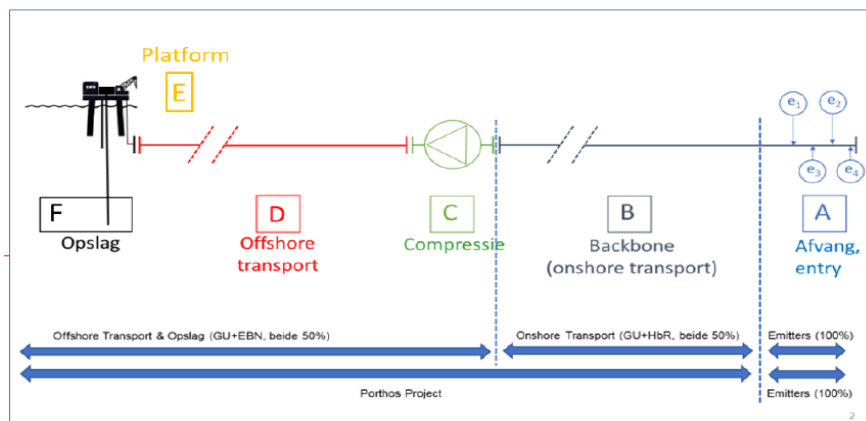 Platform
E
e1
e2
e3
e4
F
D
C
B
A
Opslag
Offshore
transport
Compressie
Backbone
(onshore transport)
Afvang,
entry
Offshore Transport & Opslag (GU+EBN, beide 50%)
Onshore Transport (GU+HbR, beide 50%)
Emitters (100%)
Porthos Project
Emitters (100%)
2